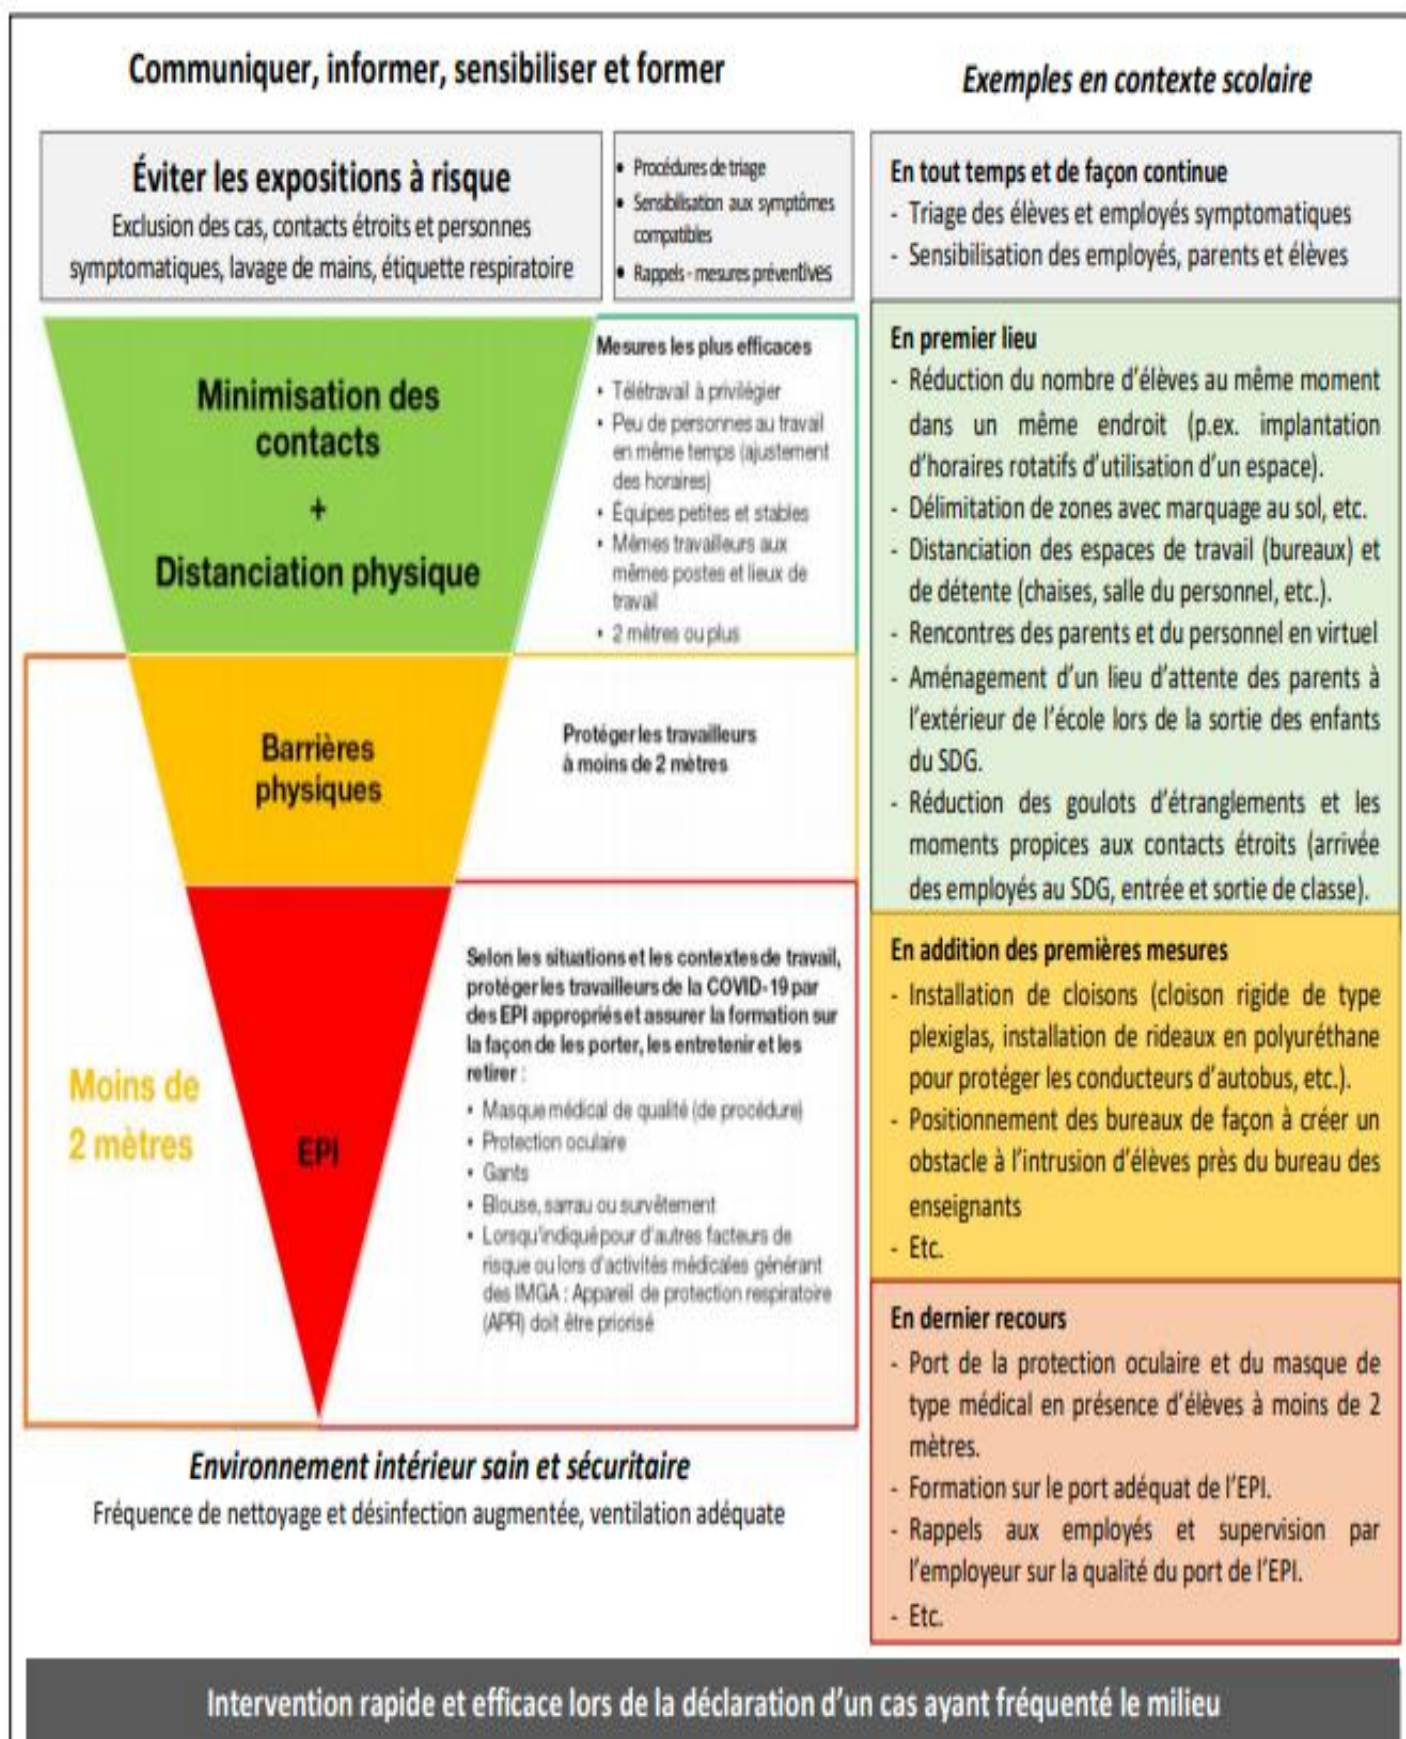 Communiquer, informer, sensibiliser et former
Exemples en contexte scolaire
Éviter les expositions à risque
Exclusion des cas, contacts étroits et personnes
symptomatiques, lavage de mains, étiquette respiratoire
• Procédures de triage
• Sensibilisation aux symptômes
compatibles
• Rappels - mesures préventives
En tout temps et de façon continue
- Triage des élèves et employés symptomatiques
- Sensibilisation des employés, parents et élèves
Minimisation des
contacts
+
Distanciation physique
Mesures les plus efficaces
• Télétravail à privilégier
• Peu de personnes au travail
en même temps (ajustement
des horaires)
• Équipes petites et stables
• Mêmes travailleurs aux
mêmes postes et lieux de
travail
• 2 mètres ou plus
En premier lieu
- Réduction du nombre d'élèves au même moment
dans un même endroit (p.ex. implantation
d'horaires rotatifs d'utilisation d'un espace).
- Délimitation de zones avec marquage au sol, etc.
- Distanciation des espaces de travail (bureaux) et
de détente (chaises, salle du personnel, etc.).
- Rencontres des parents et du personnel en virtuel
- Aménagement d'un lieu d'attente des parents à
l'extérieur de l'école lors de la sortie des enfants
du SDG.
- Réduction des goulots d'étranglements et les
moments propices aux contacts étroits (arrivée
des employés au SDG, entrée et sortie de classe).
Barrières
physiques
Protéger les travailleurs
à moins de 2 mètres
En addition des premières mesures
- Installation de cloisons (cloison rigide de type
plexiglas, installation de rideaux en polyuréthane
pour protéger les conducteurs d'autobus, etc.).
- Positionnement des bureaux de façon à créer un
obstacle à l'intrusion d'élèves près du bureau des
enseignants
- Etc.
Moins de
2 mètres
EPI
Selon les situations et les contextes de travail,
protéger les travailleurs de la COVID-19 par
des EPI appropriés et assurer la formation sur
la façon de les porter, les entretenir et les
retirer :
• Masque médical de qualité (de procédure)
• Protection oculaire
• Gants
• Blouse, sarrau ou survêtement
• Lorsqu'indiqué pour d'autres facteurs de
risque ou lors d'activités médicales générant
des IMGA : Appareil de protection respiratoire
(APR) doit être priorisé
En dernier recours
- Port de la protection oculaire et du masque de
type médical en présence d'élèves à moins de 2
mètres.
- Formation sur le port adéquat de l'EPI.
- Rappels aux employés et supervision par
l'employeur sur la qualité du port de l'EPI.
- Etc.
Environnement intérieur sain et sécuritaire
Fréquence de nettoyage et désinfection augmentée, ventilation adéquate
Intervention rapide et efficace lors de la déclaration d'un cas ayant fréquenté le milieu